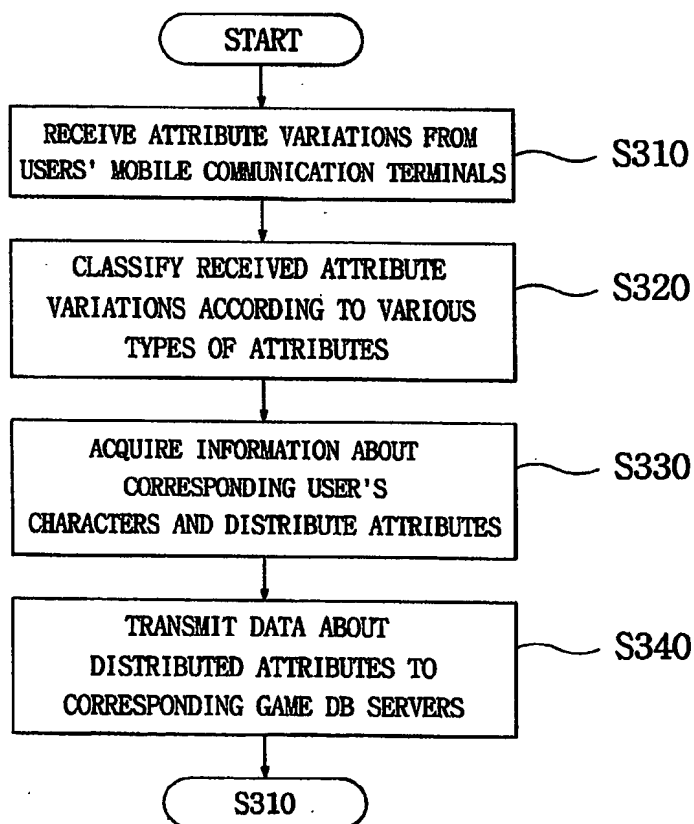 START
RECEIVE ATTRIBUTE VARIATIONS FROM
USERS' MOBILE COMMUNICATION TERMINALS
S310
CLASSIFY RECEIVED ATTRIBUTE
VARIATIONS ACCORDING TO VARIOUS
TYPES OF ATTRIBUTES
S320
ACQUIRE INFORMATION ABOUT
CORRESPONDING USER'S
CHARACTERS AND DISTRIBUTE ATTRIBUTES
S330
TRANSMIT DATA ABOUT
DISTRIBUTED ATTRIBUTES TO
CORRESPONDING GAME DB SERVERS
S340
S310